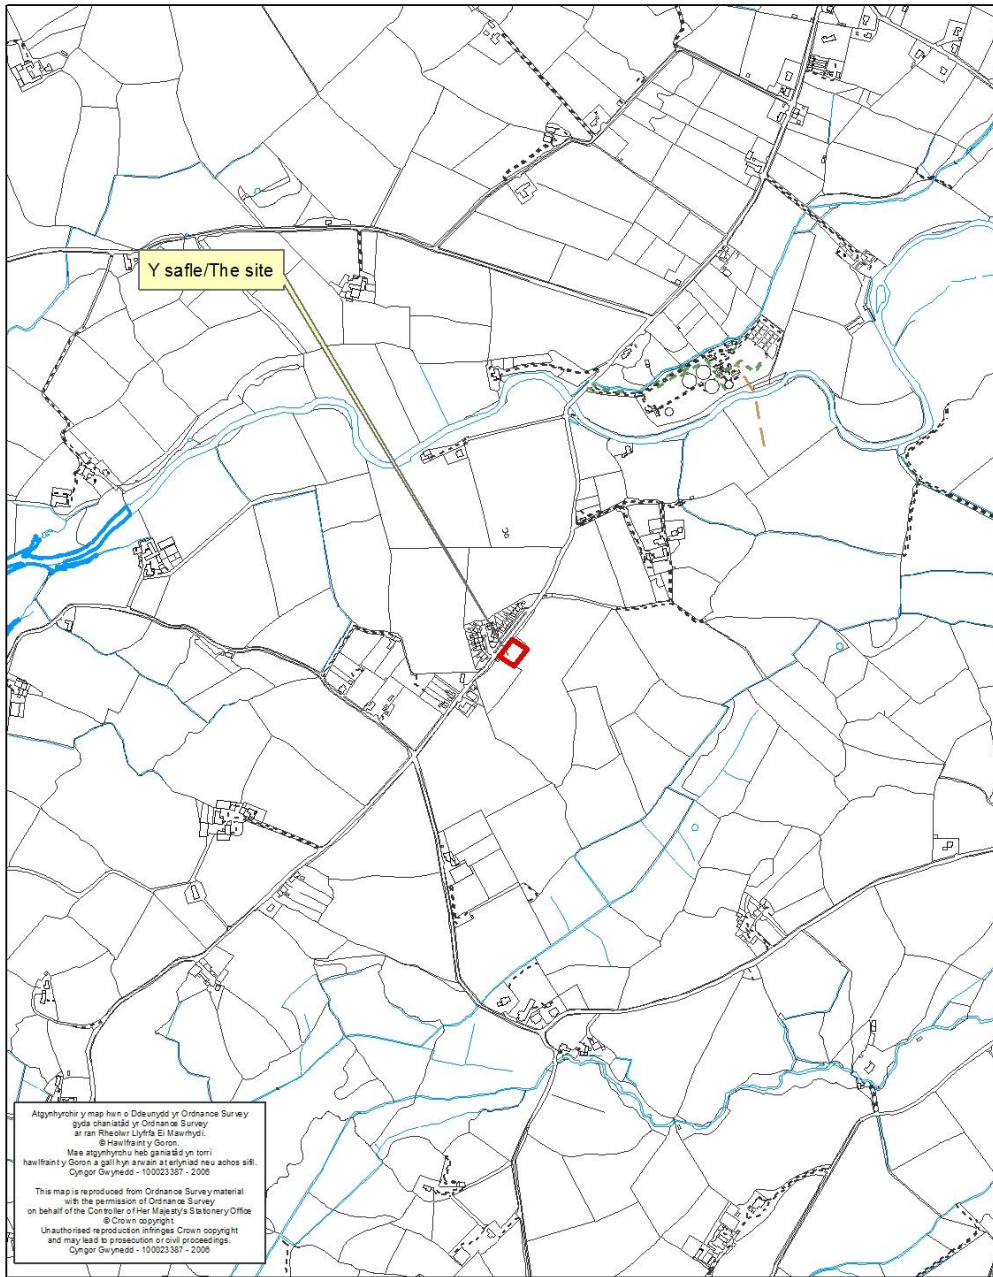 Y safle/The site
Atgynhyrchir y map hwn o Ddeunydd yr Ordnance Survey
gyda chaniatâd yr Ordnance Survey
ar ran Rheolwr Llyfrfa Ei Mawrhydi.
© Hawlfraint y Goron.
Mae atgynhyrchu heb ganiatâd yn torri
hawlfraint y Goron a gall hyn arwain at erlyniad neu achos sifil.
Cyngor Gwynedd - 100023387 - 2006
This map is reproduced from Ordnance Survey material
with the permission of Ordnance Survey
on behalf of the Controller of Her Majesty's Stationery Office
© Crown copyright.
Unauthorised reproduction infringes Crown copyright
and may lead to prosecution or civil proceedings.
Cyngor Gwynedd - 100023387 - 2006